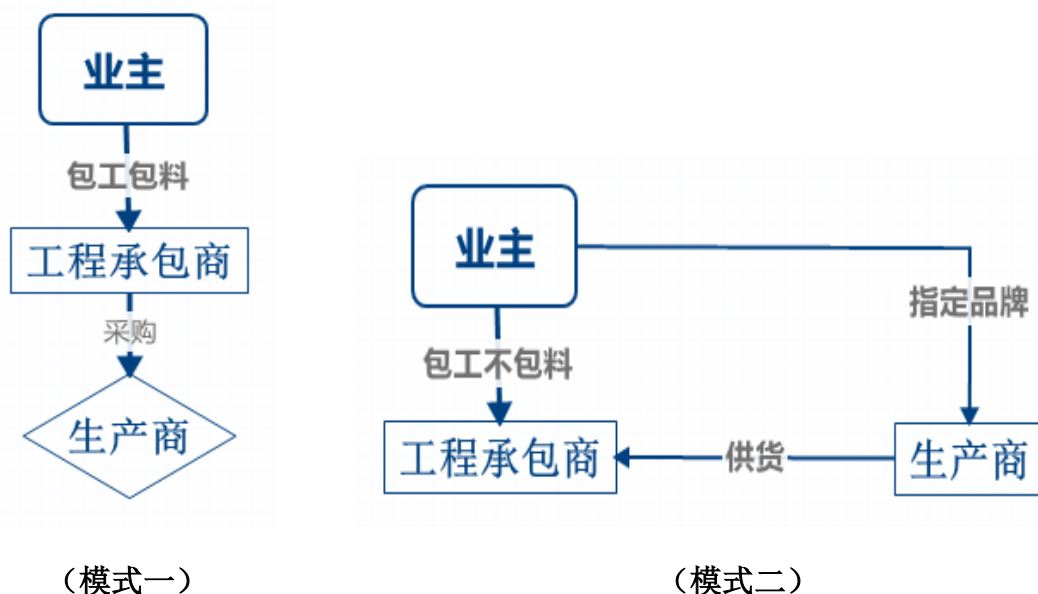 业主
包工包料
工程承包商
采购
生产商
（模式一）
业主
指定品牌
包工不包料
工程承包商
供货
生产商
（模式二）